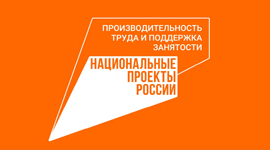 ПРОИЗВОДИТЕЛЬНОСТЬ
ТРУДА И ПОДДЕРЖКА
ЗАНЯТОСТИ
НАЦИОНАЛЬНЫЕ
ПРОЕКТЫ
РОССИИ